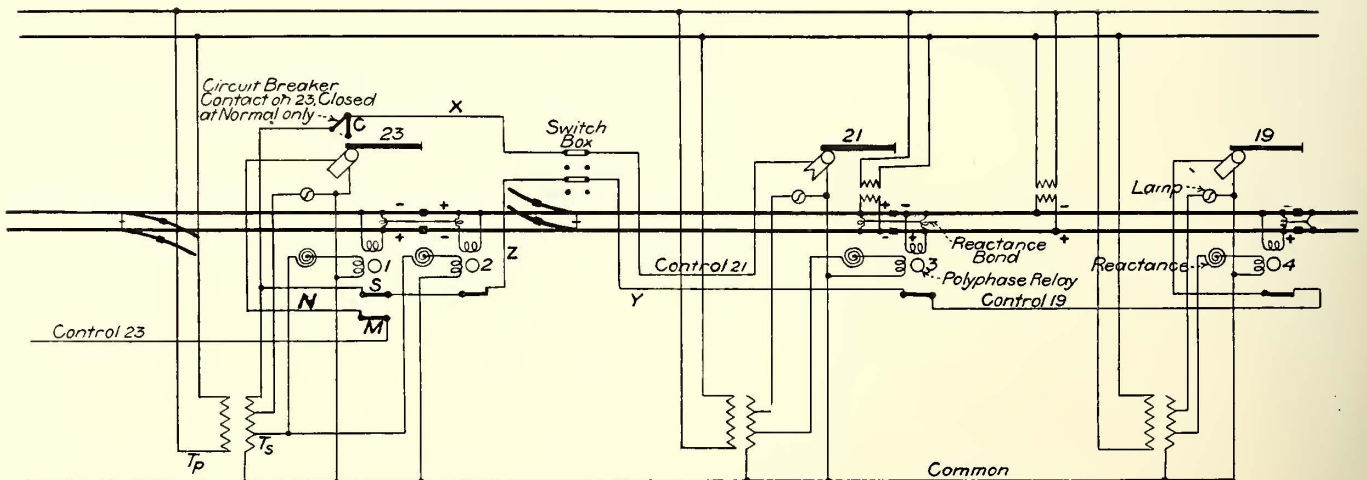 Circuit Breaker
Contact on 23, Closed
at Normal only
C
X
23
Switch
Box
21
19
Lamp
- + + - -
+ - - + +
Z
Reactance
Bond
Control 21
Reactance
1 2 3 4
Polyphase Relay
S
N
Y
Control 19
M
Control 23
Tp
Ts
Common